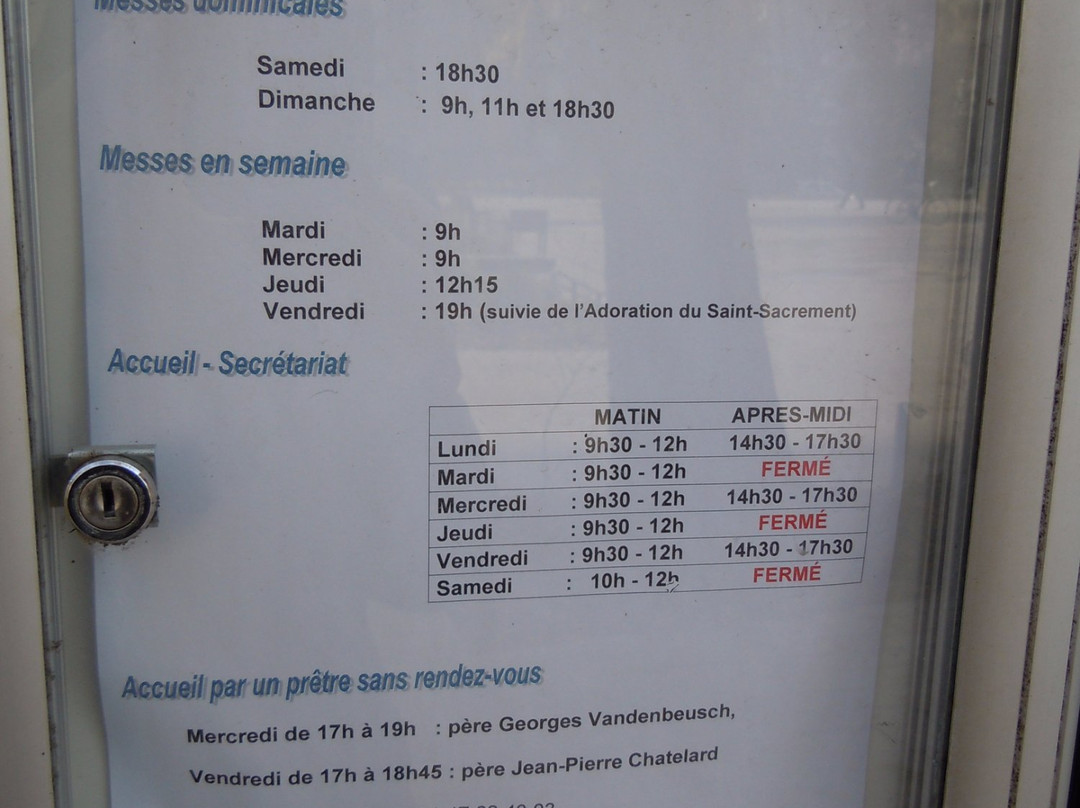 Messes dominicales
Samedi : 18h30
Dimanche : 9h, 11h et 18h30
Messes en semaine
Mardi : 9h
Mercredi : 9h
Jeudi : 12h15
Vendredi : 19h (suivie de l'Adoration du Saint-Sacrement)
Accueil - Secrétariat
MATIN APRES-MIDI
Lundi : 9h30 - 12h 14h30 - 17h30
Mardi : 9h30 - 12h FERMÉ
Mercredi : 9h30 - 12h 14h30 - 17h30
Jeudi : 9h30 - 12h FERMÉ
Vendredi : 9h30 - 12h 14h30 - 17h30
Samedi : 10h - 12h FERMÉ
Accueil par un prêtre sans rendez-vous
Mercredi de 17h à 19h : père Georges Vandenbeusch,
Vendredi de 17h à 18h45 : père Jean-Pierre Chatelard